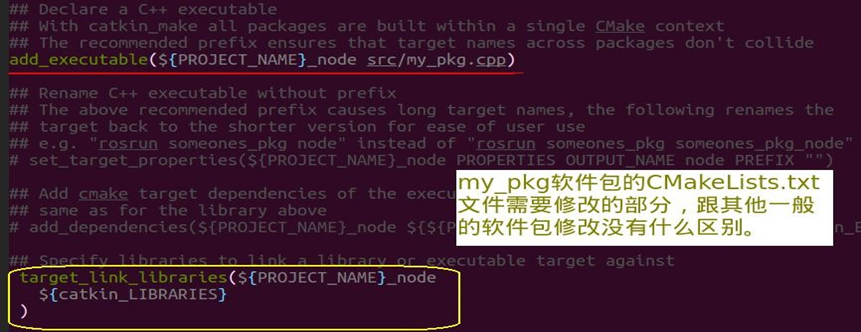 ## Declare a C++ executable
## With catkin_make all packages are built within a single CMake context
## The recommended prefix ensures that target names across packages don't collide
add_executable(${PROJECT_NAME}_node src/my_pkg.cpp)
## Rename C++ executable without prefix
## The above recommended prefix causes long target names, the following renames the
## target back to the shorter version for ease of user use
## e.g. "rosrun someones_pkg node" instead of "rosrun someones_pkg someones_pkg_node"
# set_target_properties(${PROJECT_NAME}_node PROPERTIES OUTPUT_NAME node PREFIX "")
## Add cmake target dependencies of the execu
## same as for the library above
# add_dependencies(${PROJECT_NAME}_node ${${P
n_E
my_pkg软件包的CMakeLists.txt
文件需要修改的部分，跟其他一般
的软件包修改没有什么区别。
## Specify libraries to link a library or executable target against
target_link_libraries(${PROJECT_NAME}_node
${catkin_LIBRARIES}
)